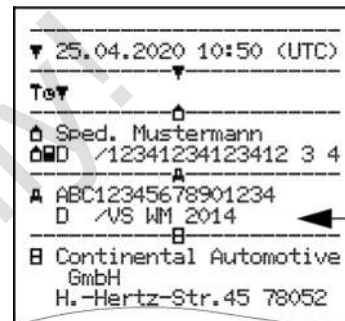 ▼ 25.04.2020 10:50 (UTC)
Sped. Mustermann
D /12341234123412 3 4
ABC12345678901234
D /VS WM 2014
Continental Automotive
GmbH
H.-Hertz-Str.45 78052